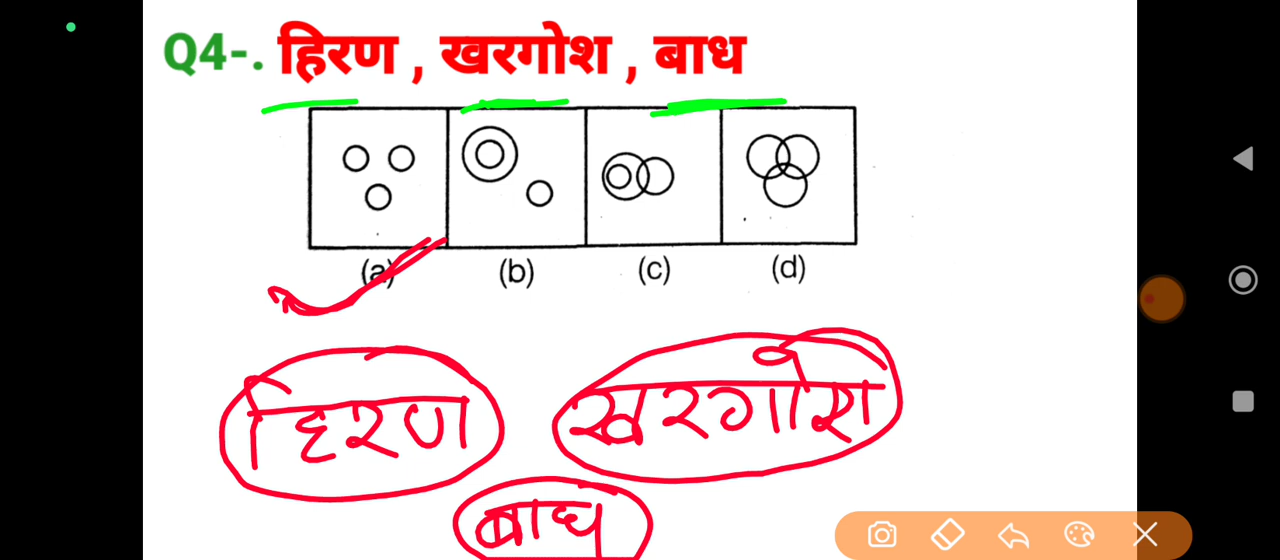 Q4-. हिरण , खरगोश , बाध
(a) (b) (c) (d)
हिरण खरगोश
बाध